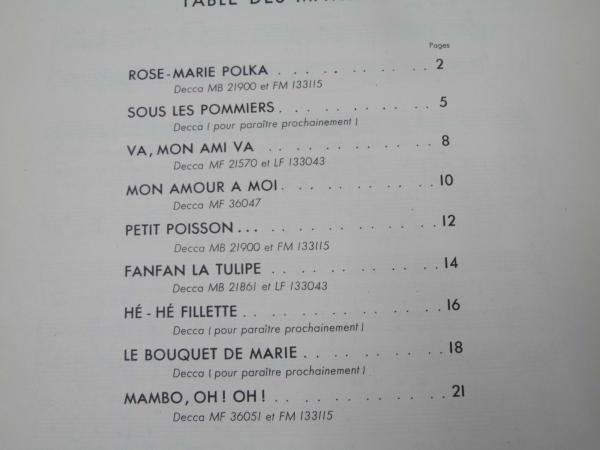 TABLE DES
Pages
ROSE-MARIE POLKA . . . . . . . . . 2
Decca MB 21900 et FM 133115
SOUS LES POMMIERS . . . . . . . . . 5
Decca ( pour paraître prochainement )
VA, MON AMI VA . . . . . . . . . 8
Decca MF 21570 et LF 133043
MON AMOUR A MOI . . . . . . . . . 10
Decca MF 36047
PETIT POISSON... . . . . . . . . . 12
Decca MB 21900 et FM 133115
FANFAN LA TULIPE . . . . . . . . . 14
Decca MB 21861 et LF 133043
HÉ - HÉ FILLETTE . . . . . . . . . . 16
Decca ( pour paraître prochainement )
LE BOUQUET DE MARIE . . . . . . . . 18
Decca ( pour paraître prochainement )
MAMBO, OH ! OH ! . . . . . . . . . 21
Decca MF 36051 et FM 133115